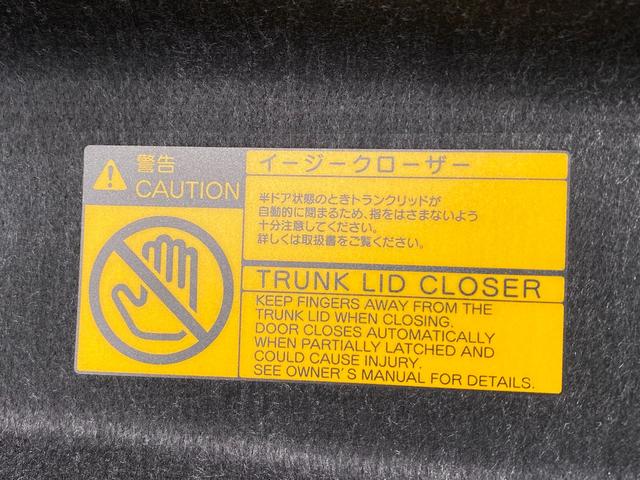 警告
CAUTION
イージークローザー
半ドア状態のときトランクリッドが
自動的に閉まるため、指をはさまないよう
十分注意してください。
詳しくは取扱書をご覧ください。
TRUNK LID CLOSER
KEEP FINGERS AWAY FROM THE
TRUNK LID WHEN CLOSING.
DOOR CLOSES AUTOMATICALLY
WHEN PARTIALLY LATCHED AND
COULD CAUSE INJURY.
SEE OWNER'S MANUAL FOR DETAILS.